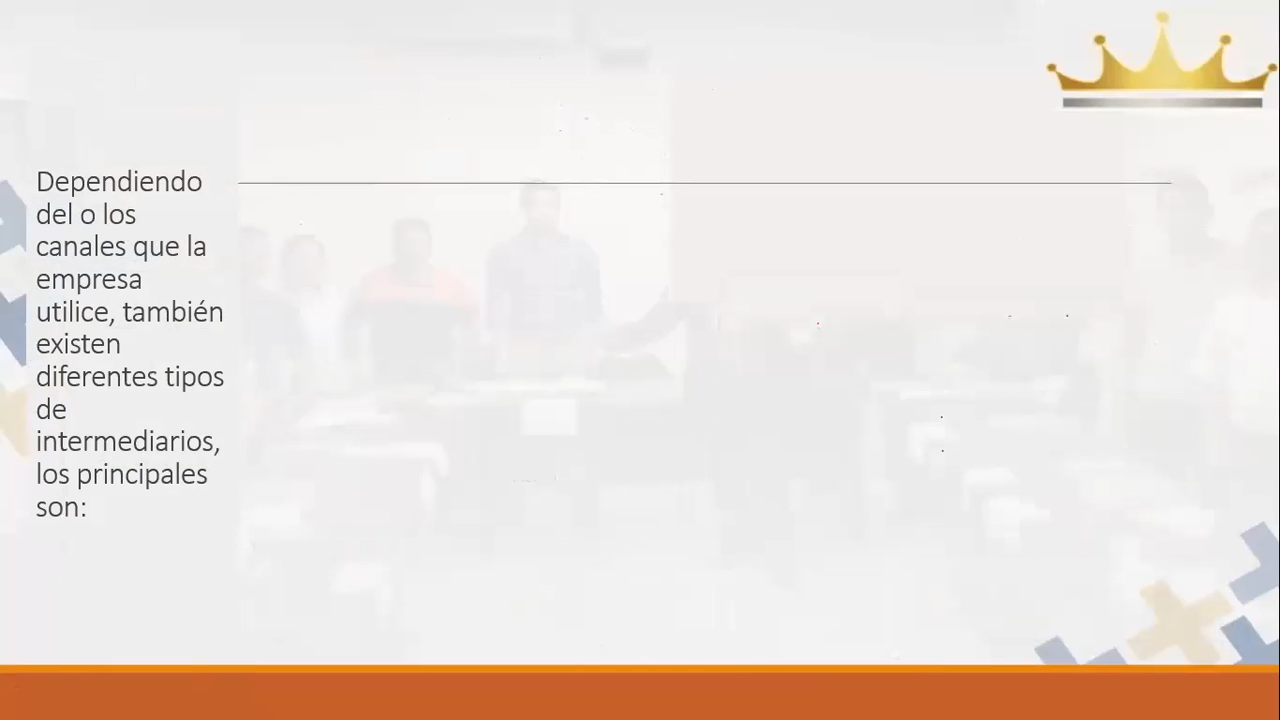 Dependiendo
del o los
canales que la
empresa
utilice, también
existen
diferentes tipos
de
intermediarios,
los principales
son: